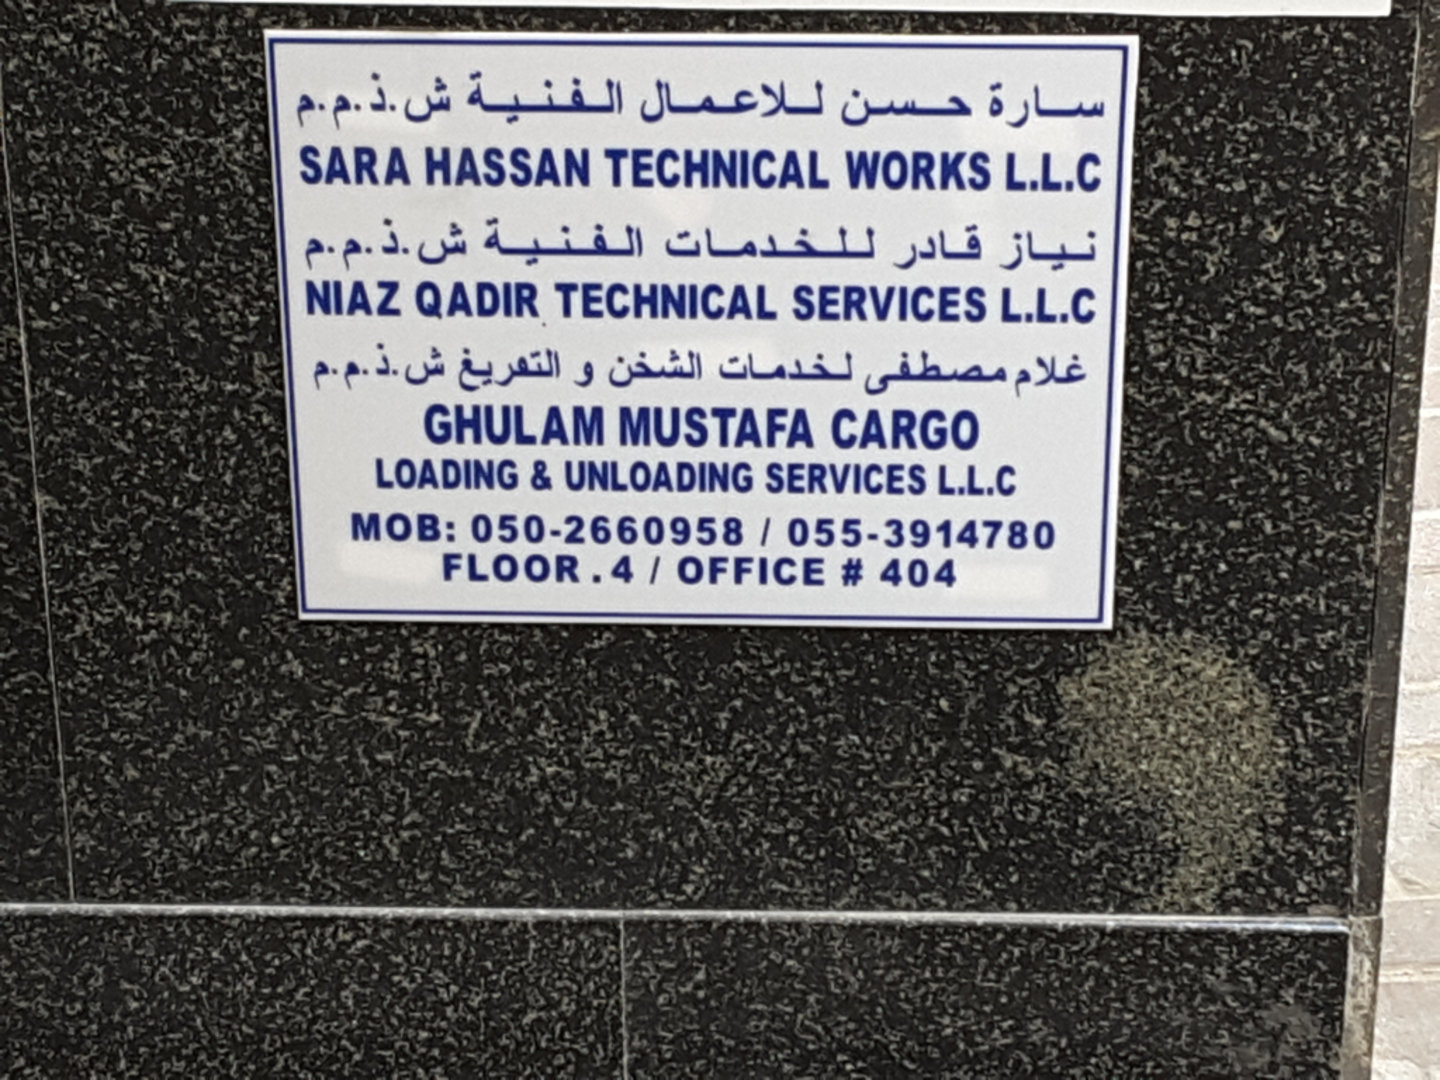 سارة حسن للاعمال الفنية ش.ذ.م.م
SARA HASSAN TECHNICAL WORKS L.L.C
نياز قادر للخدمات الفنية ش.ذ.م.م
NIAZ QADIR TECHNICAL SERVICES L.L.C
غلام مصطفى لخدمات الشخن و التفريغ ش.ذ.م.م
GHULAM MUSTAFA CARGO
LOADING & UNLOADING SERVICES L.L.C
MOB: 050-2660958 / 055-3914780
FLOOR . 4 / OFFICE # 404